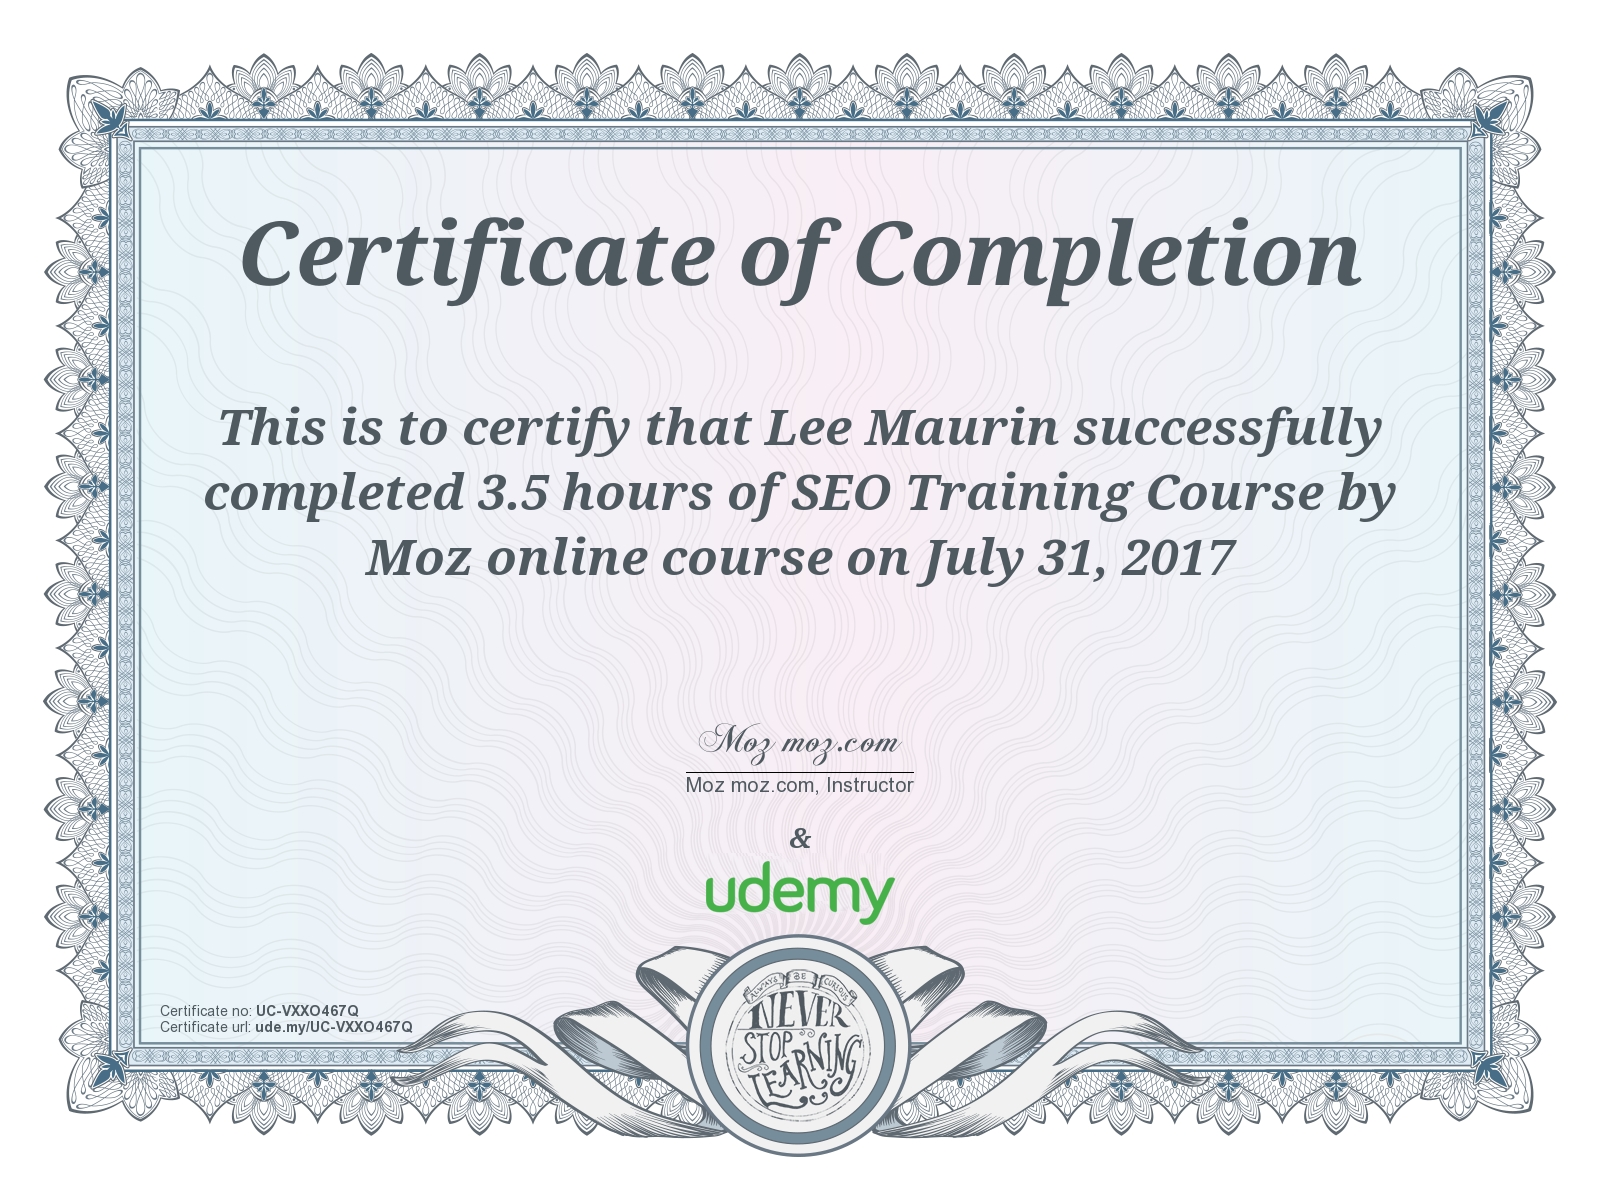 Certificate of Completion
This is to certify that Lee Maurin successfully
completed 3.5 hours of SEO Training Course by
Moz online course on July 31, 2017
Moz moz.com
Moz moz.com, Instructor
&
udemy
Certificate no: UC-VXXO467Q
Certificate url: ude.my/UC-VXXO467Q
ALWAYS BE CURIOUS
NEVER
STOP
LEARNING